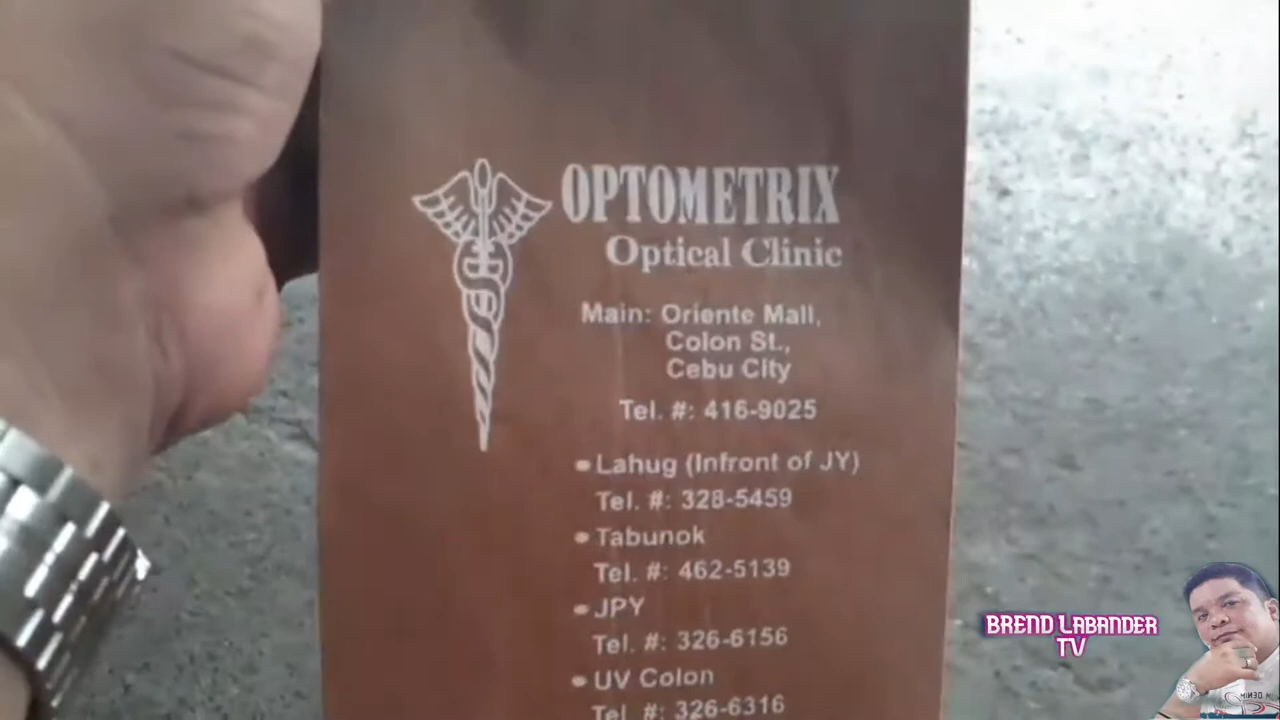 OPTOMETRIX
Optical Clinic
Main: Oriente Mall,
Colon St.,
Cebu City
Tel. #: 416-9025
•Lahug (Infront of JY)
Tel. #: 328-5459
•Tabunok
Tel. #: 462-5139
•JPY
Tel. #: 326-6156
•UV Colon
Tel. #: 326-6316
BREND LABANDER
TV